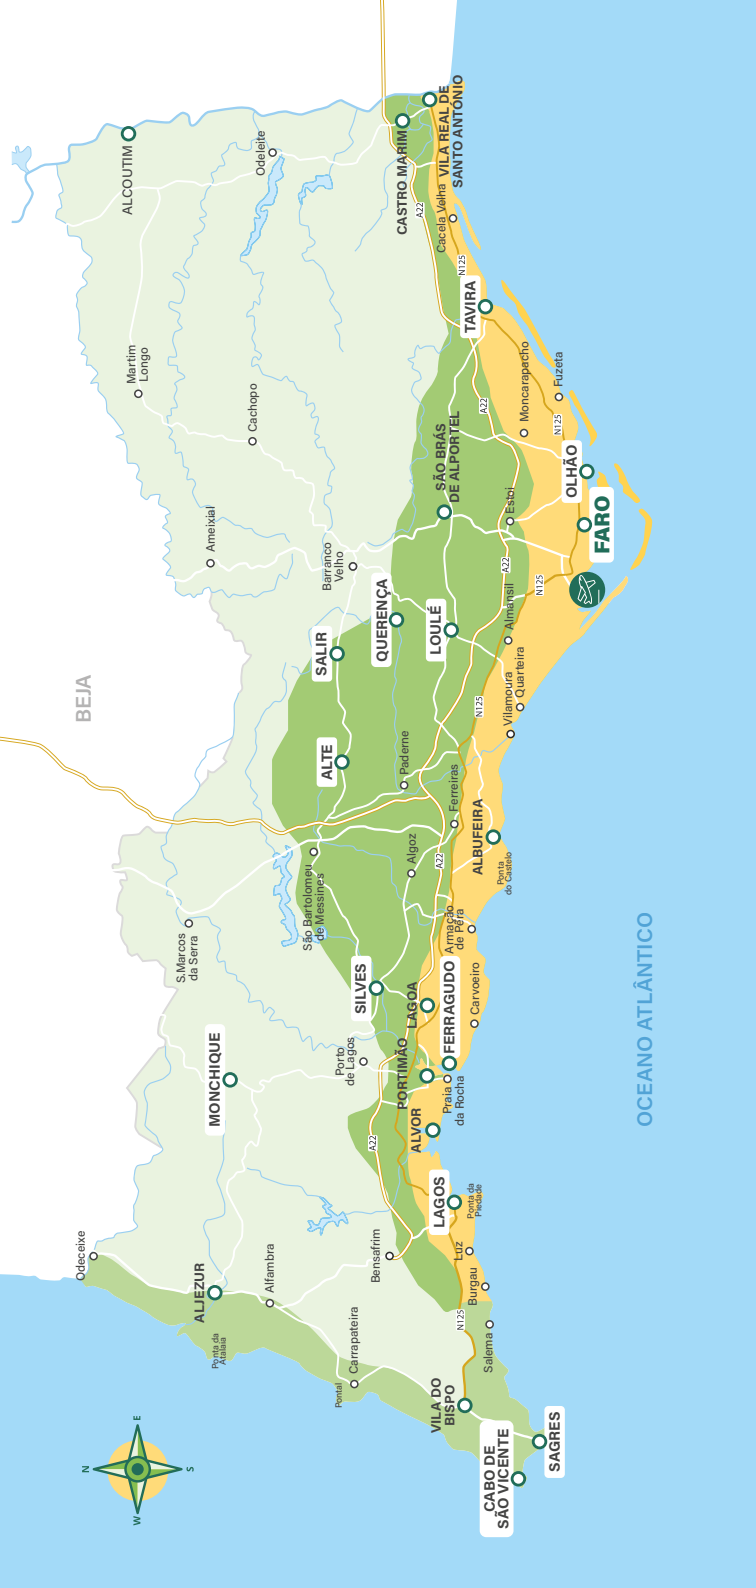 BEJA
OCEANO ATLÂNTICO
N
W
E
S
Odeceixe
ALJEZUR
Ponta da
Atalaia
Alfambra
Carrapateira
Pontal
Bensafrim
VILA DO
BISPO
CABO DE
SÃO VICENTE
SAGRES
N125
Salema
Burgau
Luz
LAGOS
Ponta da
Piedade
MONCHIQUE
A22
ALVOR
PORTIMÃO
Praia
da Rocha
Porto
de Lagos
FERRAGUDO
LAGOA
SILVES
Carvoeiro
Armação
de Pêra
S.Marcos
da Serra
São Bartolomeu
de Messines
Algoz
A22
ALBUFEIRA
Ponta
do Castelo
Ferreiras
Paderne
ALTE
SALIR
QUERENÇA
LOULÉ
N125
Vilamoura
Quarteira
Almansil
A22
N125
Barranco
Velho
Ameixial
Cachopo
Martim
Longo
SÃO BRÁS
DE ALPORTEL
Estoi
FARO
OLHÃO
N125
Moncarapacho
Fuzeta
A22
TAVIRA
N125
Cacela Velha
A22
CASTRO MARIM
VILA REAL DE
SANTO ANTÓNIO
Odeleite
ALCOUTIM